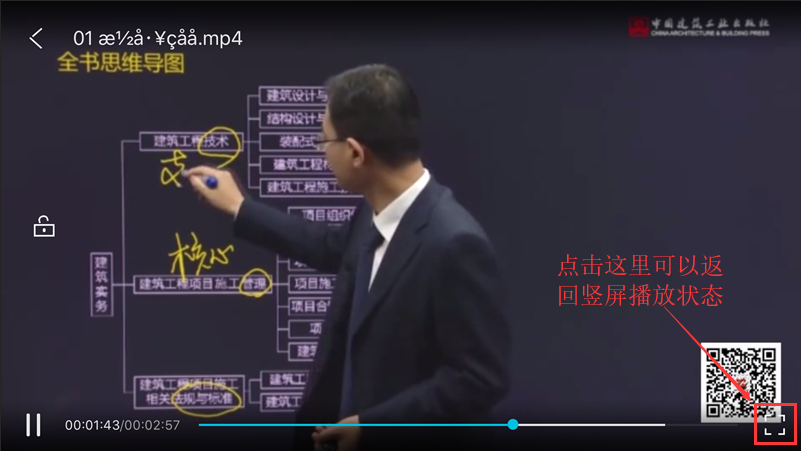 中国建筑工业出版社
CHINA ARCHITECTURE & BUILDING PRESS
01 æ½å·¥çåå.mp4
全书思维导图
建筑设计与
结构设计与
建筑工程技术
装配式
建筑工程材
建筑工程施工
项目组织
核心
建筑实务
建筑工程项目施工管理
项目施
项目合
项
建筑工程项目施工
相关法规与标准
建筑工
建筑工
点击这里可以返
回竖屏播放状态
00:01:43/00:02:57